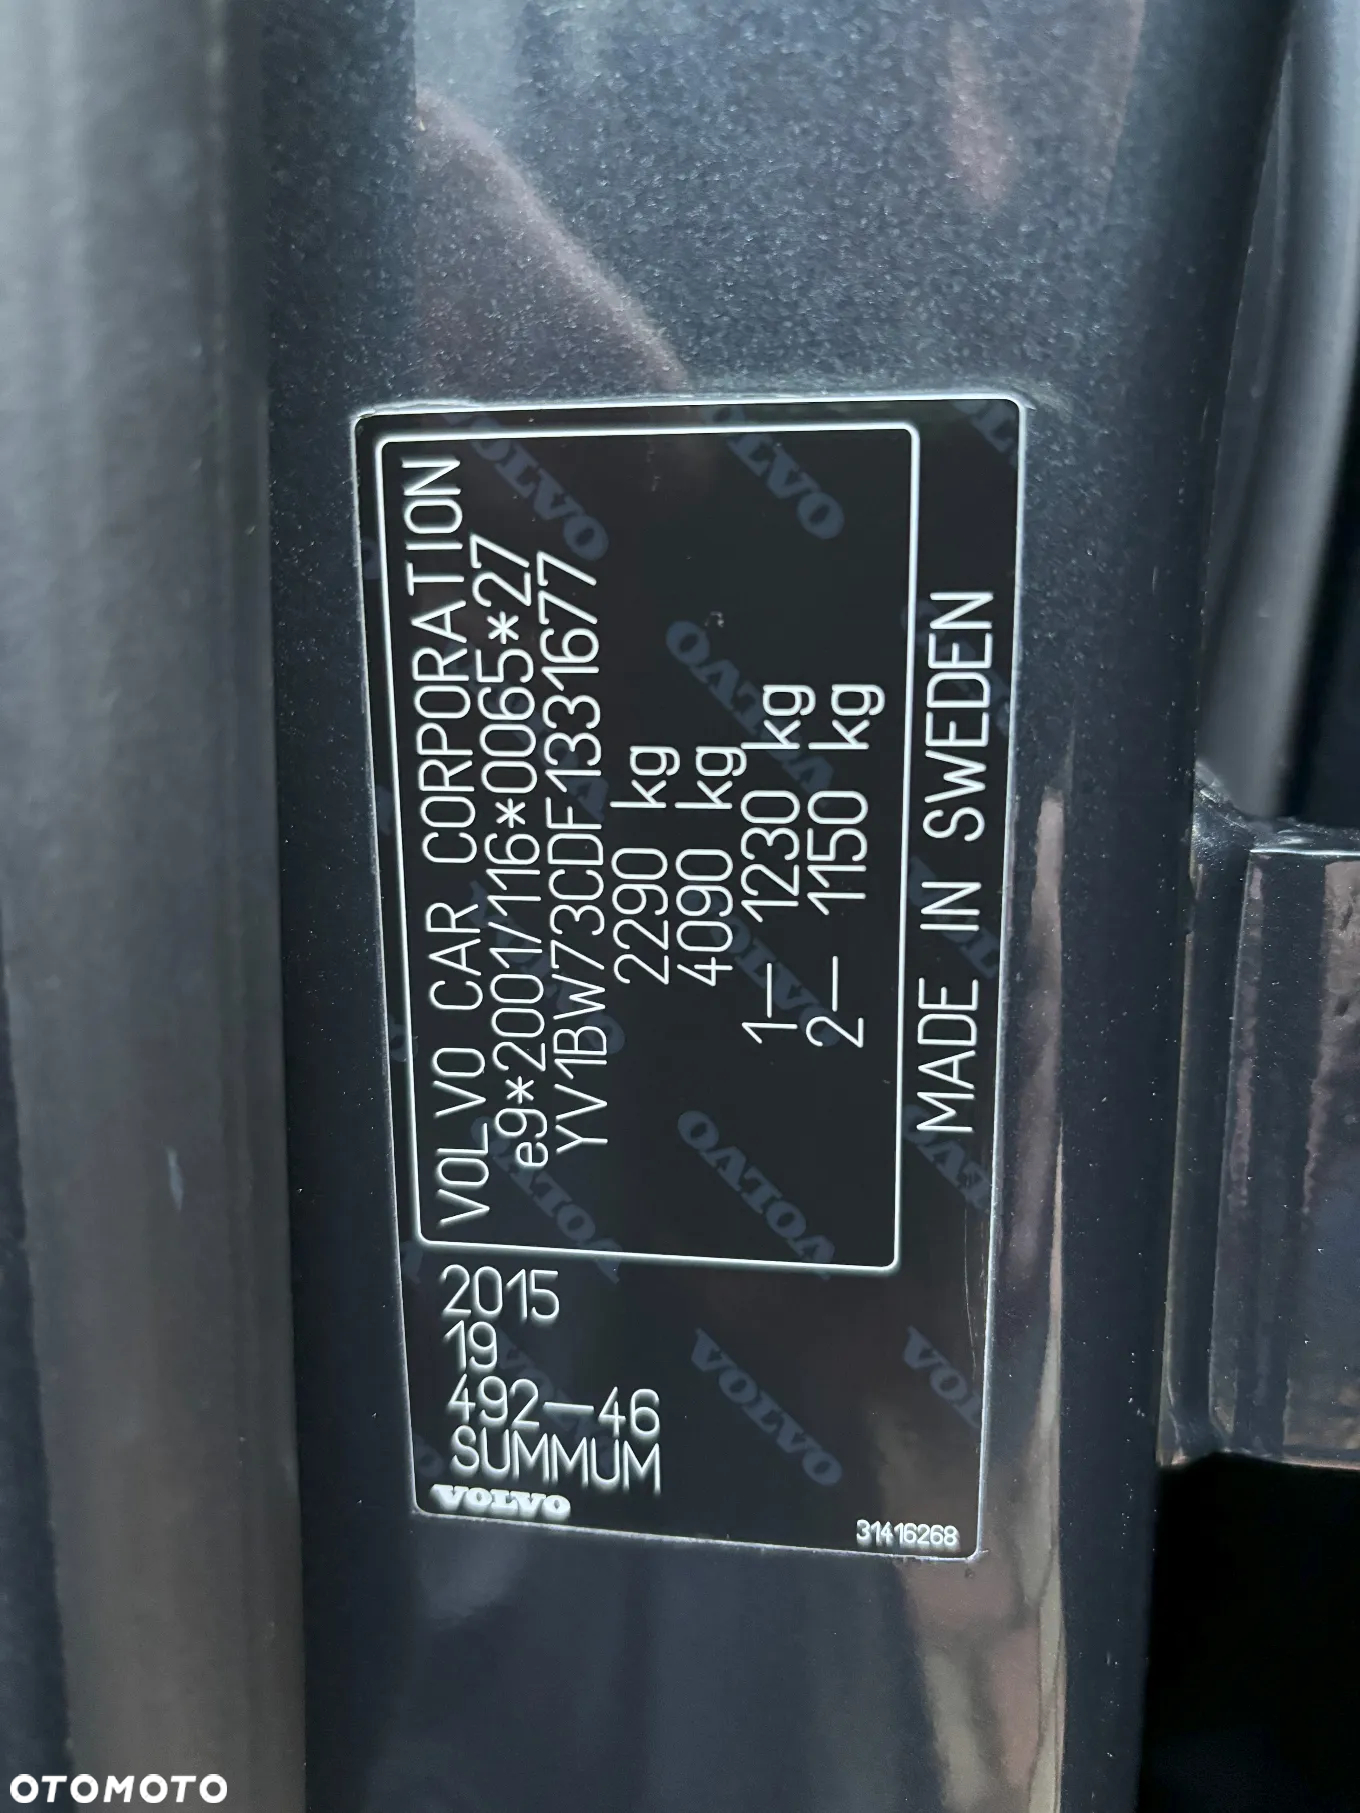 VOLVO CAR CORPORATION
e9*2001/116*0065*27
YV1BW73CDF1331677
2290 kg
4090 kg
1— 1230 kg
2— 1150 kg
MADE IN SWEDEN
2015
19
492—46
SUMMUM
VOLVO
31416268
OTOMOTO